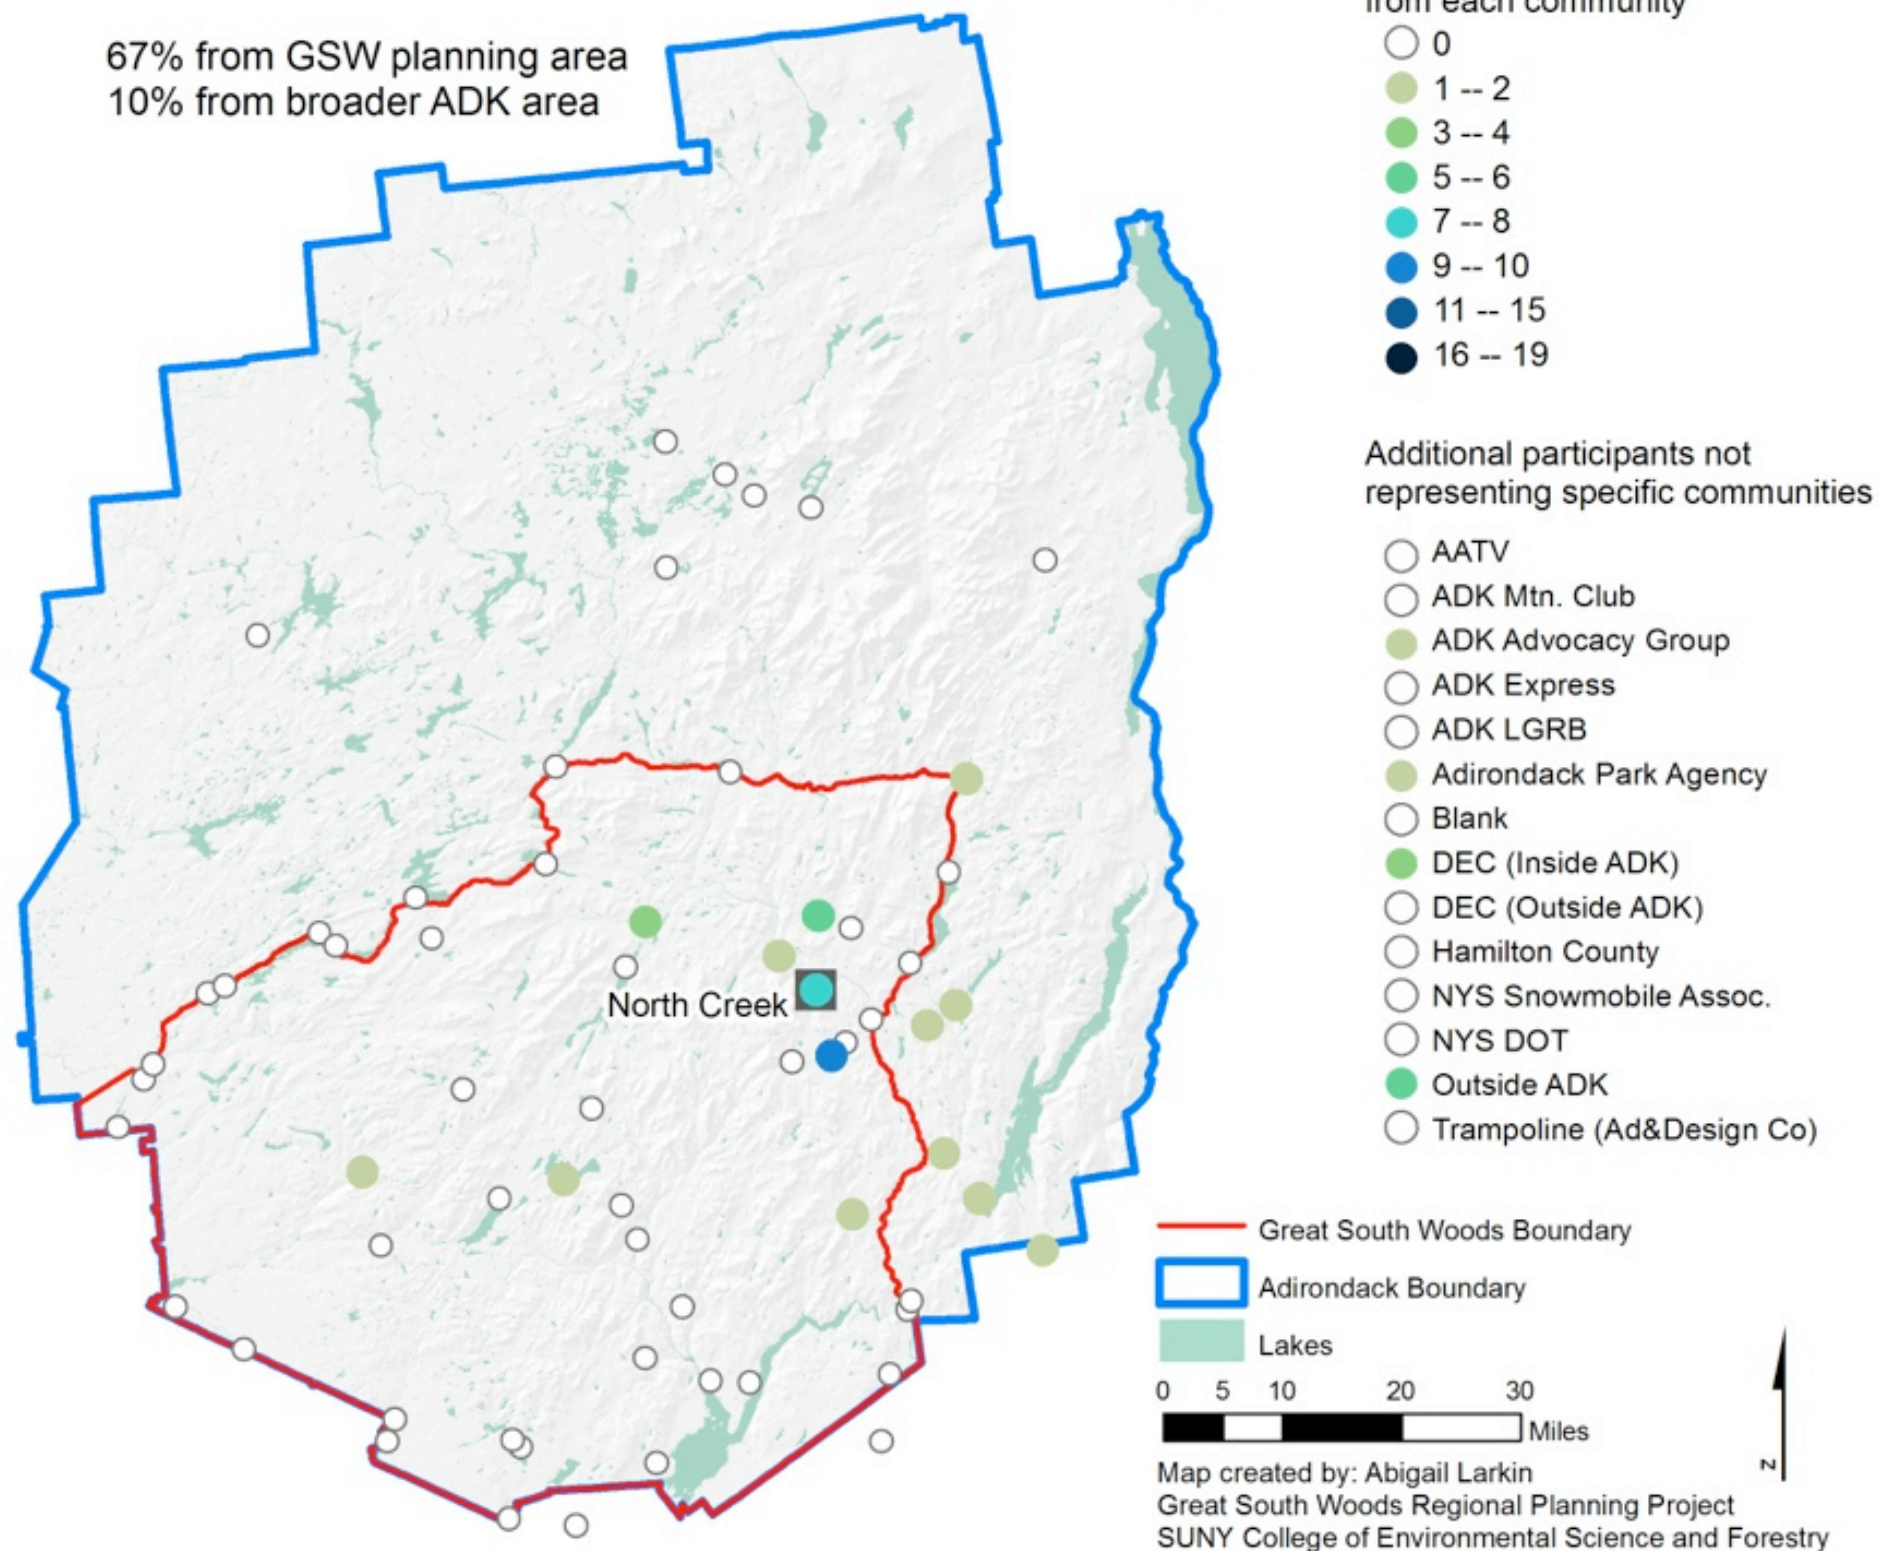 from each community
67% from GSW planning area
10% from broader ADK area
0
1 -- 2
3 -- 4
5 -- 6
7 -- 8
9 -- 10
11 -- 15
16 -- 19
Additional participants not
representing specific communities
AATV
ADK Mtn. Club
ADK Advocacy Group
ADK Express
ADK LGRB
Adirondack Park Agency
Blank
DEC (Inside ADK)
DEC (Outside ADK)
Hamilton County
NYS Snowmobile Assoc.
NYS DOT
Outside ADK
Trampoline (Ad&Design Co)
North Creek
Great South Woods Boundary
Adirondack Boundary
Lakes
0 5 10 20 30
Miles
N
Map created by: Abigail Larkin
Great South Woods Regional Planning Project
SUNY College of Environmental Science and Forestry